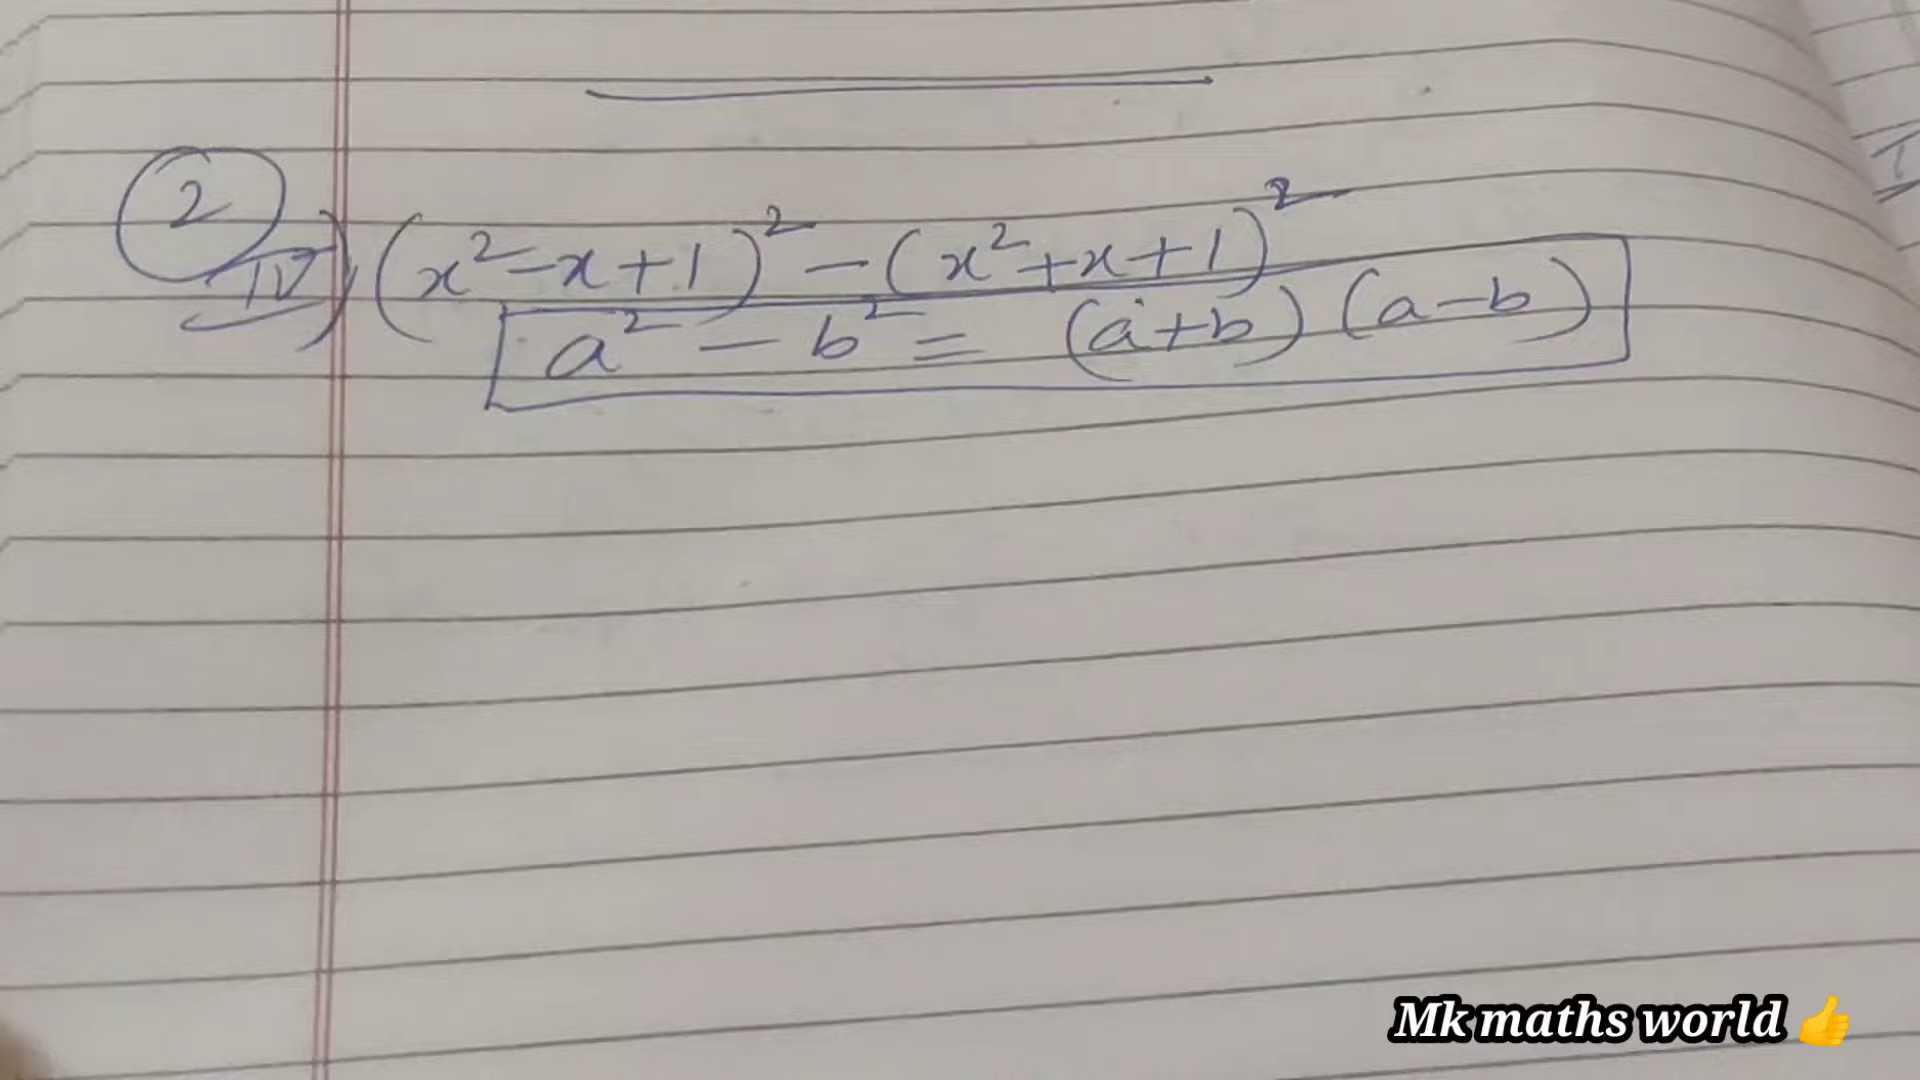 2
IV) (x²-x+1)² - (x²+x+1)²
a² - b² = (a+b) (a-b)
Mk maths world 👍